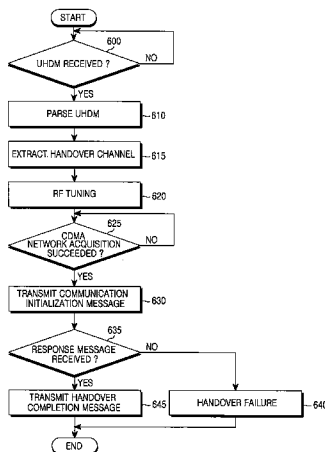 START
600
UHDM RECEIVED ?
NO
YES
PARSE UHDM
610
EXTRACT HANDOVER CHANNEL
615
RF TUNING
620
625
CDMA
NETWORK ACQUISITION
SUCCEEDED ?
NO
YES
TRANSMIT COMMUNICATION
INITIALIZATION MESSAGE
630
635
RESPONSE MESSAGE
RECEIVED ?
NO
YES
TRANSMIT HANDOVER
COMPLETION MESSAGE
645
HANDOVER FAILURE
640
END